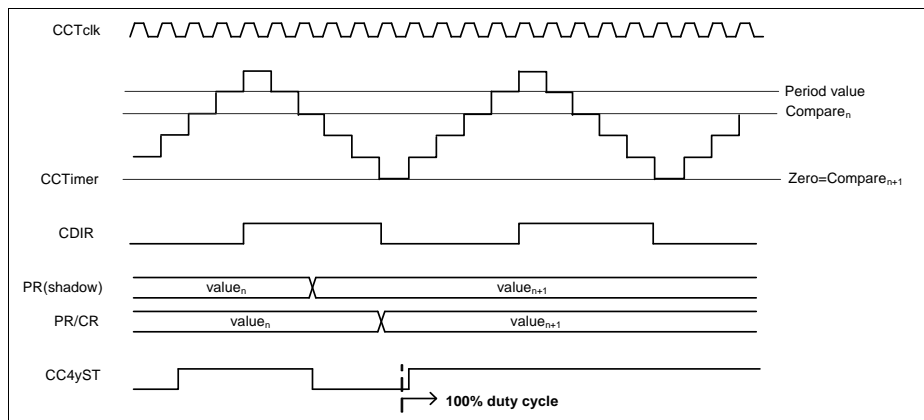 CCTclk
Period value
Compareₙ
CCTimer
Zero=Compareₙ₊₁
CDIR
PR(shadow)
valueₙ
valueₙ₊₁
PR/CR
valueₙ
valueₙ₊₁
CC4yST
100% duty cycle